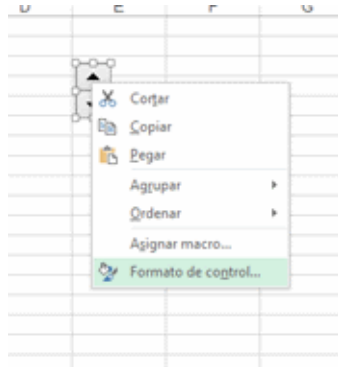 D E F G
Cortar
Copiar
Pegar
Agrupar
Ordenar
Asignar macro...
Formato de control...